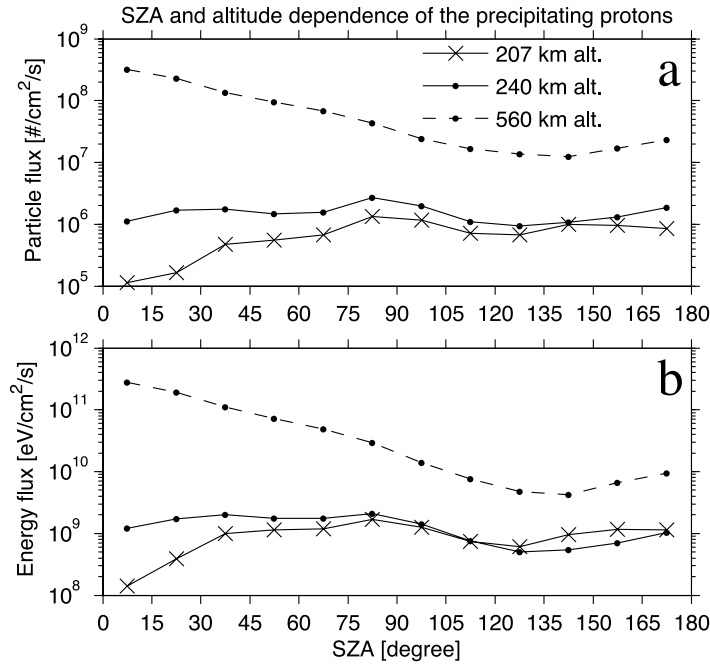 SZA and altitude dependence of the precipitating protons
10^9
10^8
10^7
10^6
10^5
Particle flux [#/cm^2/s]
207 km alt.
240 km alt.
560 km alt.
a
0 15 30 45 60 75 90 105 120 135 150 165 180
10^12
10^11
10^10
10^9
10^8
Energy flux [eV/cm^2/s]
b
0 15 30 45 60 75 90 105 120 135 150 165 180
SZA [degree]